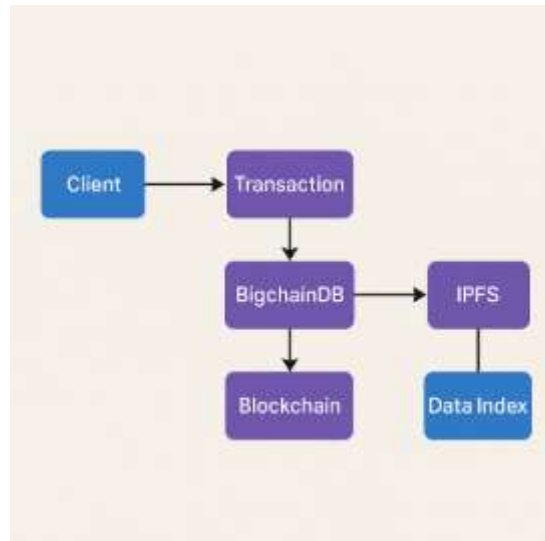 Client
Transaction
BigchainDB
IPFS
Blockchain
Data Index